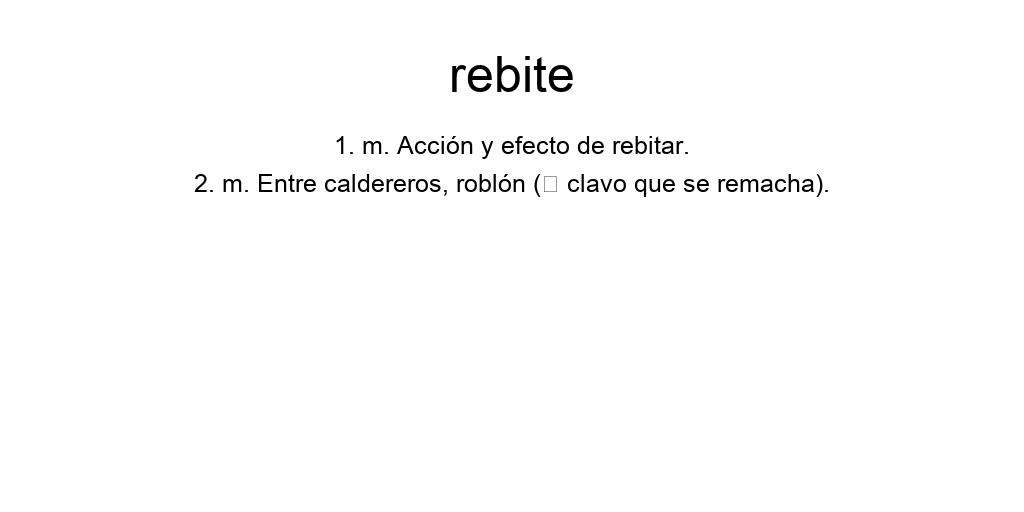 rebite
1. m. Acción y efecto de rebitar.
2. m. Entre caldereros, roblón (□ clavo que se remacha).